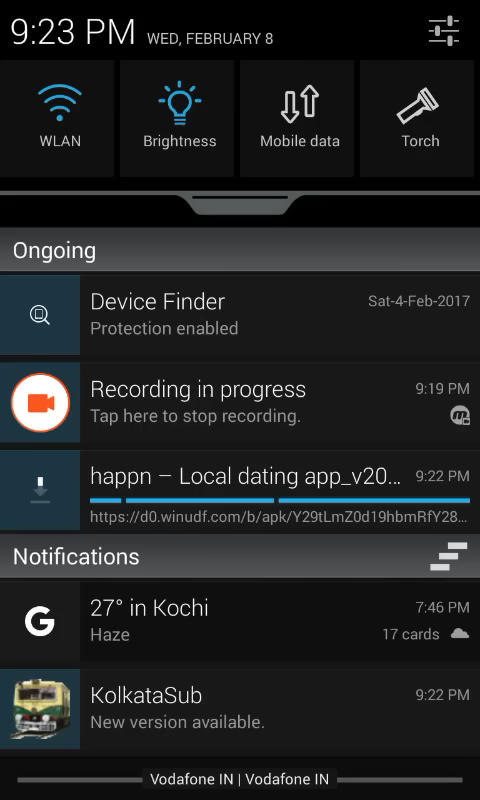 9:23 PM WED, FEBRUARY 8
WLAN Brightness Mobile data Torch
Ongoing
Device Finder Sat-4-Feb-2017
Protection enabled
Recording in progress 9:19 PM
Tap here to stop recording.
happn – Local dating app_v20... 9:22 PM
https://d0.winudf.com/b/apk/Y29tLmZ0d19hbmRfY28...
Notifications
27° in Kochi 7:46 PM
Haze 17 cards
KolkataSub 9:22 PM
New version available.
Vodafone IN | Vodafone IN